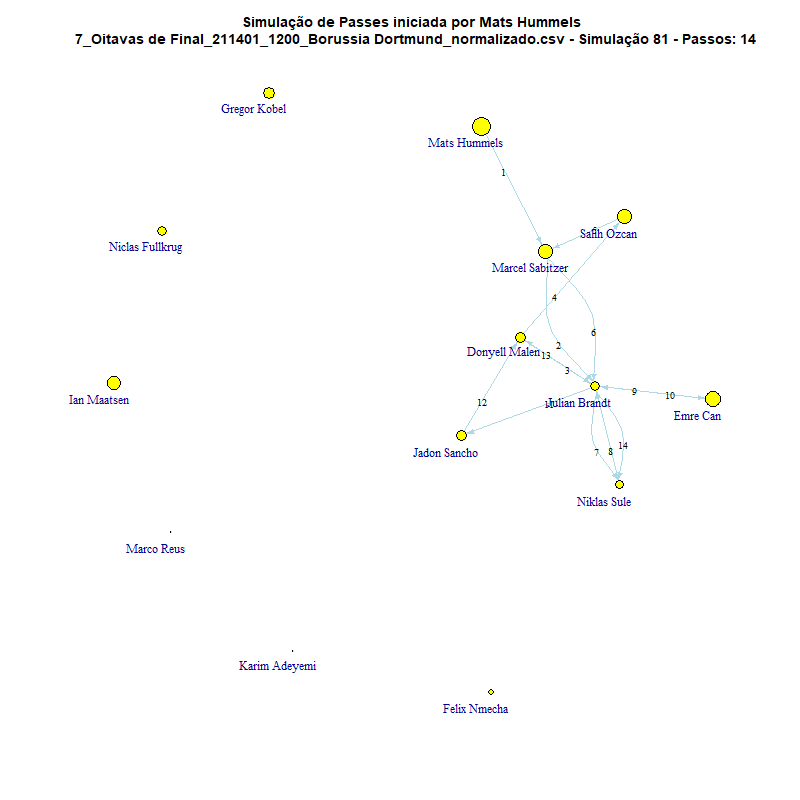 Simulação de Passes iniciada por Mats Hummels
7_Oitavas de Final_211401_1200_Borussia Dortmund_normalizado.csv - Simulação 81 - Passos: 14
Gregor Kobel
Mats Hummels
1
Salih Ozcan
Niclas Fullkrug
Marcel Sabitzer
4
6
2
Donyell Malen
13
3
Ian Maatsen
9
10
12
Julian Brandt
Emre Can
14
7
8
Jadon Sancho
Niklas Sule
Marco Reus
Karim Adeyemi
Felix Nmecha